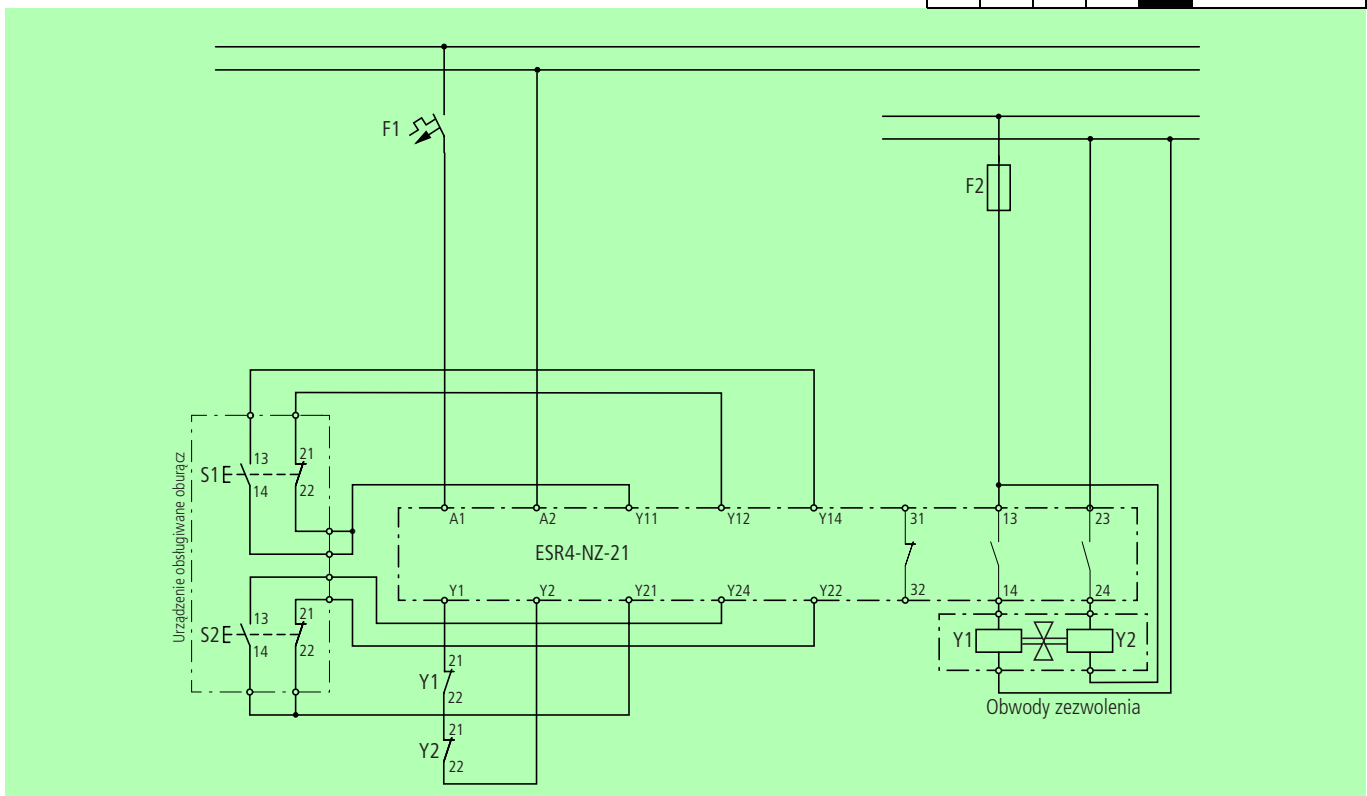 F1
F2
Urządzenie obsługiwane oburącz
S1
13
14
21
22
S2
13
14
21
22
A1
A2
Y11
Y12
Y14
31
13
23
ESR4-NZ-21
Y1
Y2
Y21
Y24
Y22
32
14
24
Y1
21
22
Y2
21
22
Y1
Y2
Obwody zezwolenia